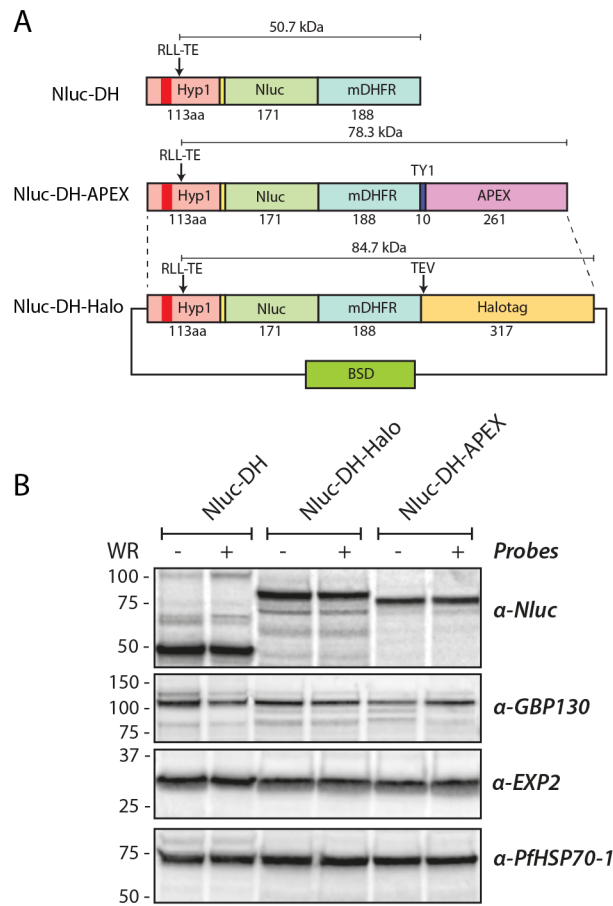 A
50.7 kDa
RLL-TE
Nluc-DH
Hyp1 Nluc mDHFR
113aa 171 188
78.3 kDa
RLL-TE TY1
Nluc-DH-APEX
Hyp1 Nluc mDHFR APEX
113aa 171 188 10 261
84.7 kDa
RLL-TE TEV
Nluc-DH-Halo
Hyp1 Nluc mDHFR Halotag
113aa 171 188 317
BSD
B
Nluc-DH Nluc-DH-Halo Nluc-DH-APEX
WR - + - + - + Probes
100 -
75 -
50 -
α-Nluc
150 -
100 -
75 -
α-GBP130
37 -
25 -
α-EXP2
75 -
50 -
α-PfHSP70-1